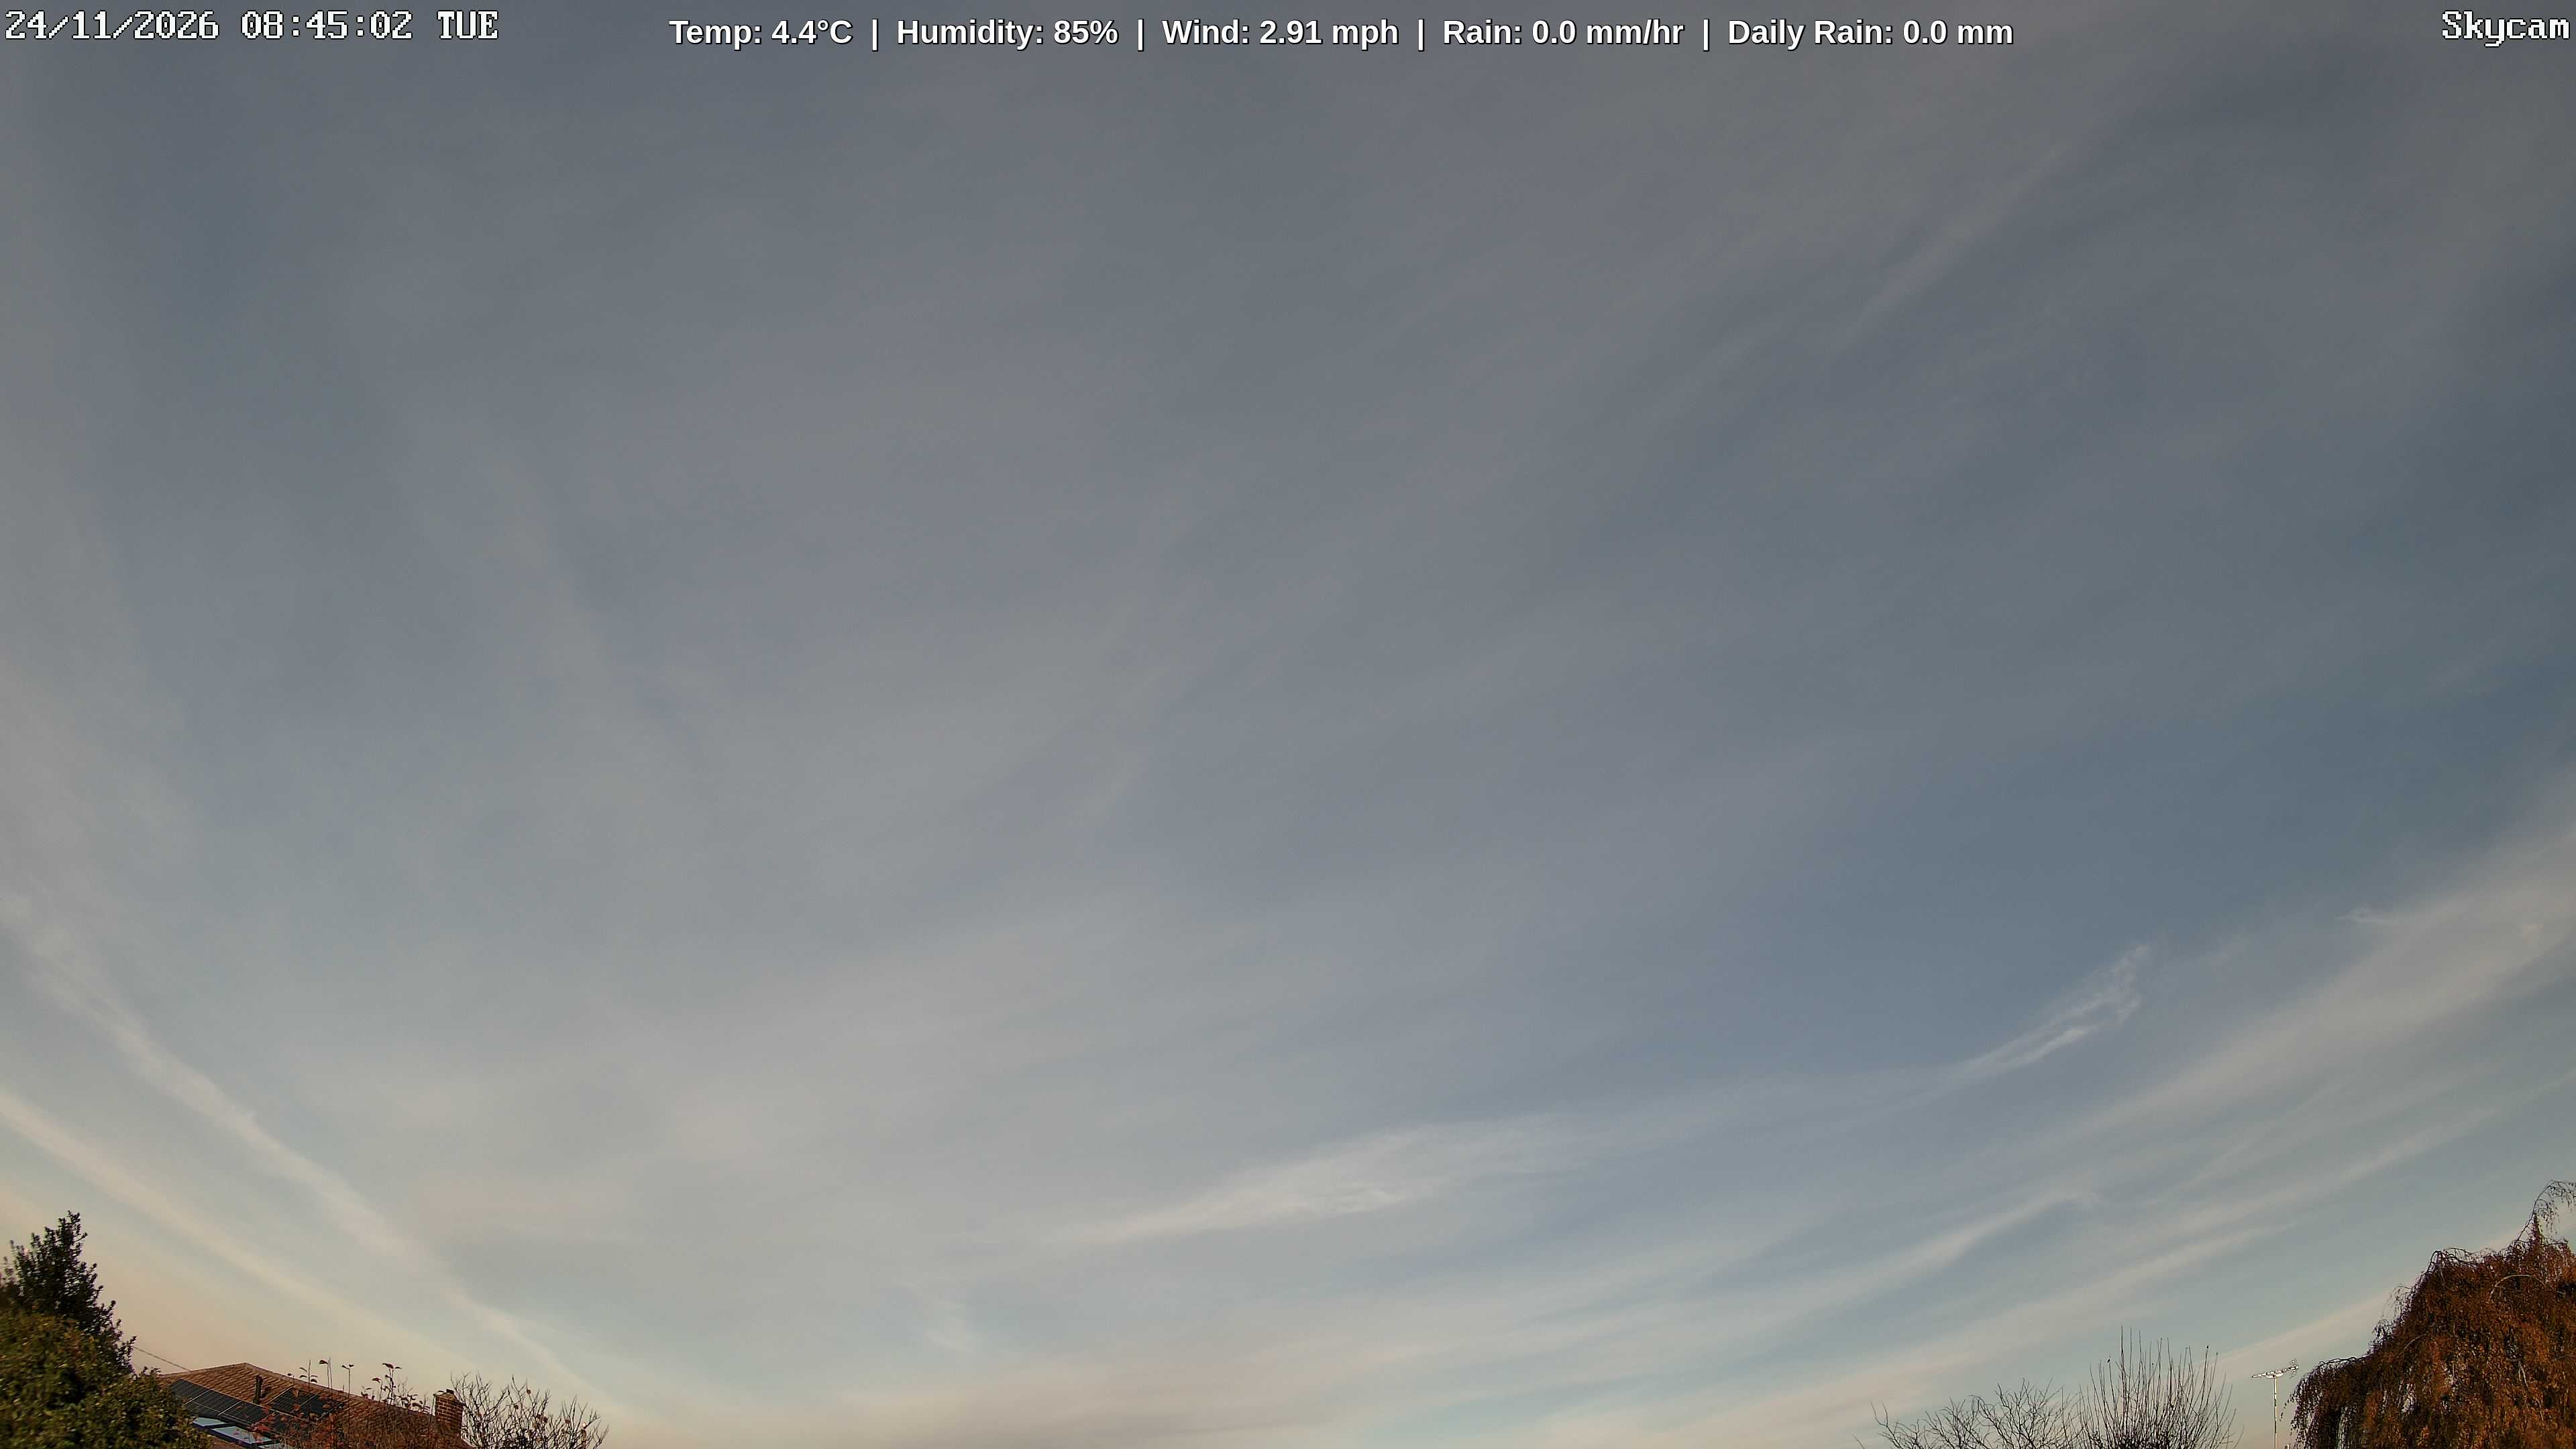 24/11/2026 08:45:02 TUE
Temp: 4.4°C | Humidity: 85% | Wind: 2.91 mph | Rain: 0.0 mm/hr | Daily Rain: 0.0 mm
Skycam